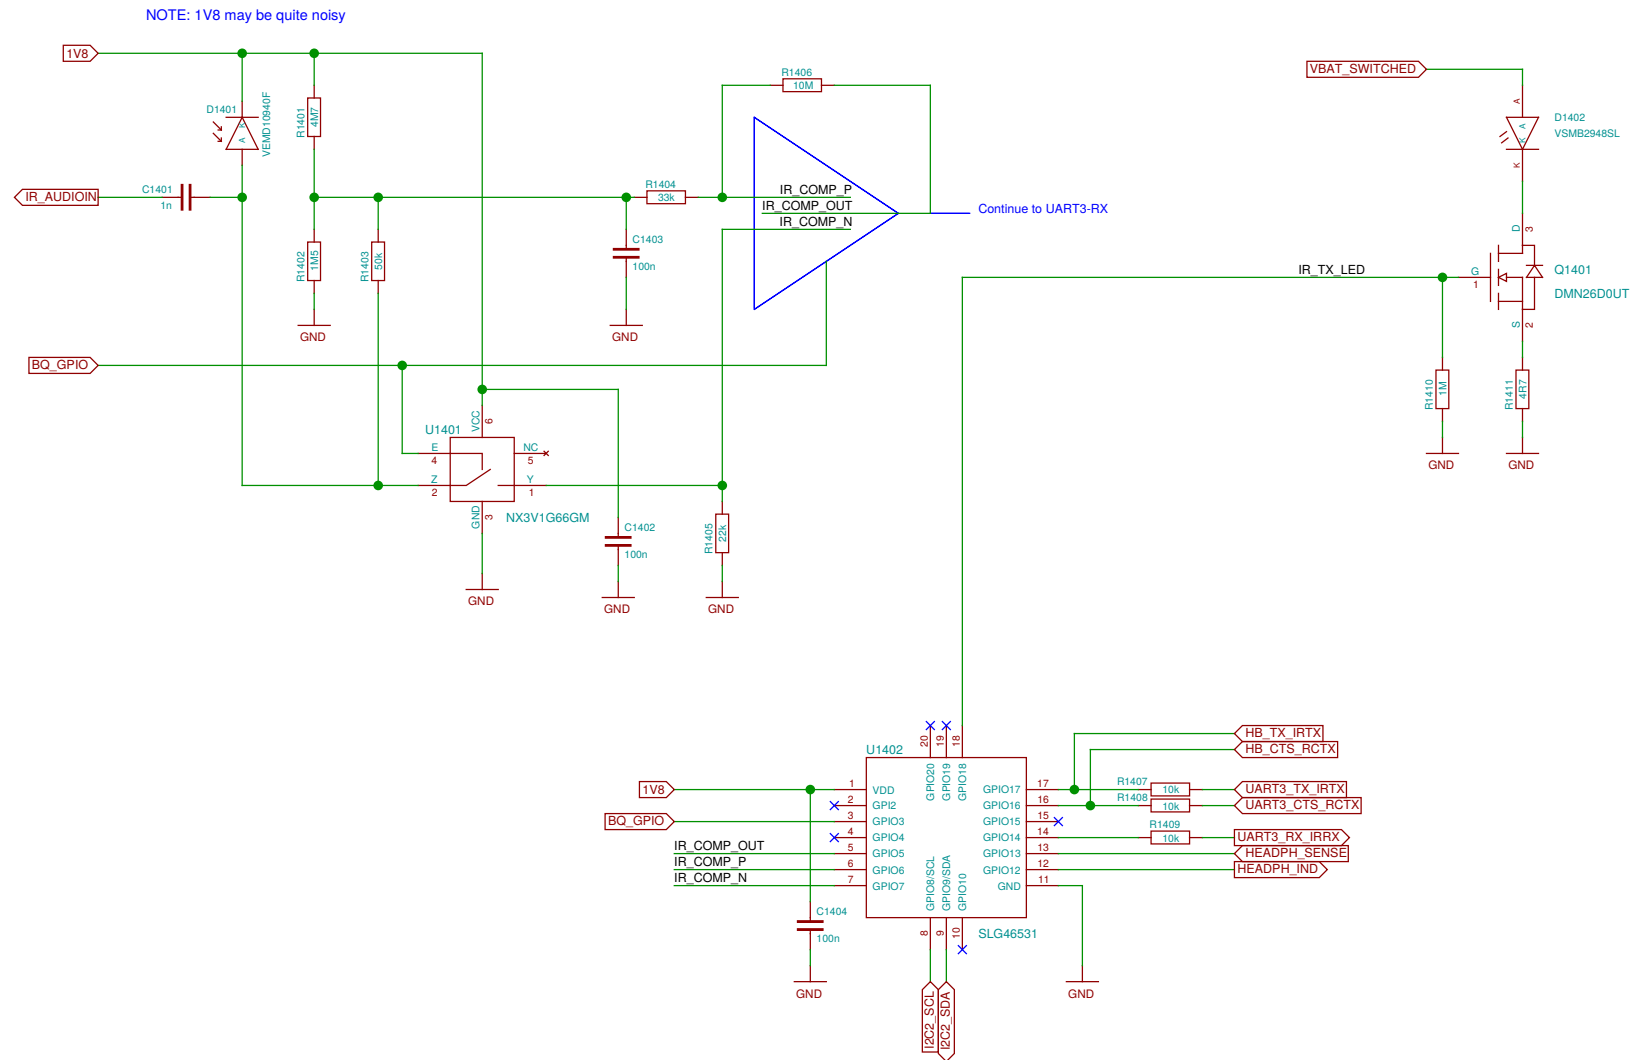 NOTE: 1V8 may be quite noisy
1V8
D1401
VEMD10940F
K
A
R1401
4M7
IR_AUDIOIN
C1401
1n
R1402
1M5
R1403
50k
GND
C1403
100n
GND
R1404
33k
R1406
10M
IR_COMP_P
IR_COMP_OUT
IR_COMP_N
Continue to UART3-RX
BQ_GPIO
U1401
VCC
6
E
4
NC
5
Z
2
Y
1
GND
3
NX3V1G66GM
GND
C1402
100n
GND
R1405
22k
GND
VBAT_SWITCHED
A
D1402
VSMB2948SL
A
K
K
D
3
IR_TX_LED
G
1
Q1401
DMN26D0UT
S
2
R1410
1M
R1411
4R7
GND
GND
U1402
20
19
18
GPIO20
GPIO19
GPIO18
1V8
1
VDD
2
GPI2
BQ_GPIO
3
GPIO3
4
GPIO4
IR_COMP_OUT
5
GPIO5
IR_COMP_P
6
GPIO6
IR_COMP_N
7
GPIO7
GPIO8/SCL
GPIO9/SDA
GPIO10
8
9
10
SLG46531
I2C2_SCL
I2C2_SDA
C1404
100n
GND
HB_TX_IRTX
HB_CTS_RCTX
GPIO17
17
R1407
10k
UART3_TX_IRTX
GPIO16
16
R1408
10k
UART3_CTS_RCTX
GPIO15
15
GPIO14
14
R1409
10k
UART3_RX_IRRX
GPIO13
13
HEADPH_SENSE
GPIO12
12
HEADPH_IND
GND
11
GND